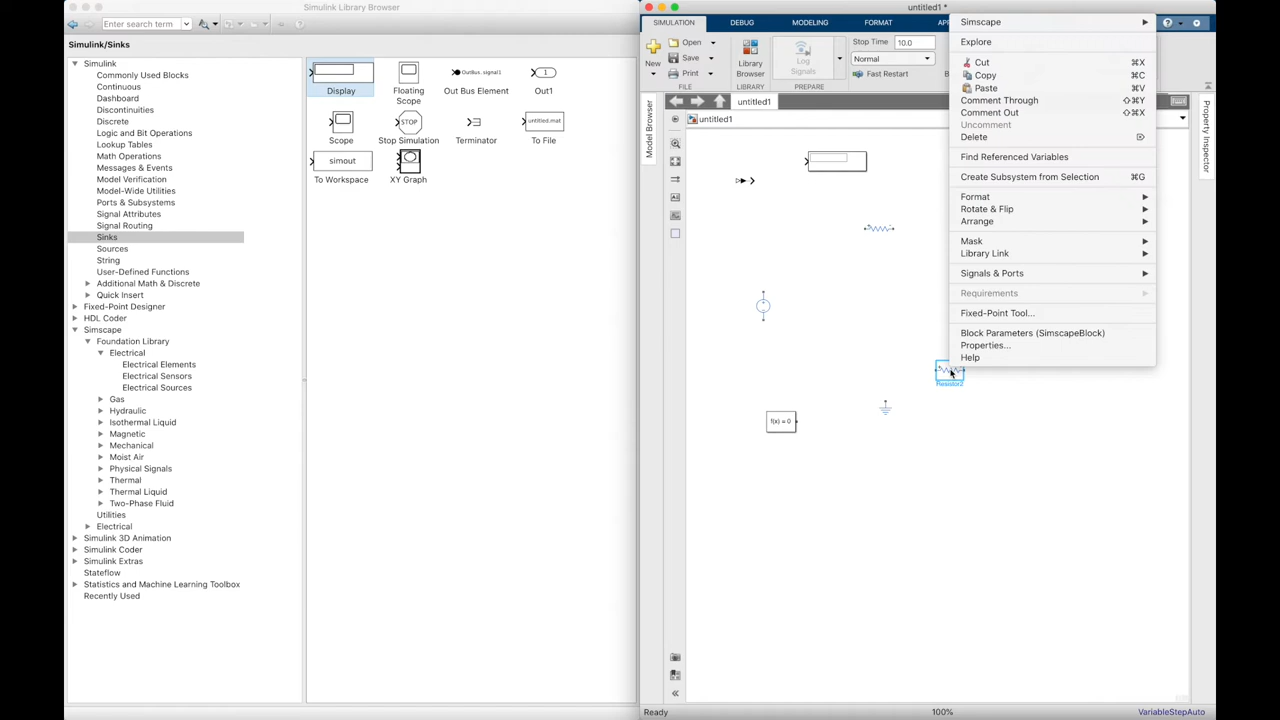 Simulink Library Browser
Enter search term
Simulink/Sinks
Simulink
Commonly Used Blocks
Continuous
Dashboard
Discontinuities
Discrete
Logic and Bit Operations
Lookup Tables
Math Operations
Messages & Events
Model Verification
Model-Wide Utilities
Ports & Subsystems
Signal Attributes
Signal Routing
Sinks
Sources
String
User-Defined Functions
Additional Math & Discrete
Quick Insert
Fixed-Point Designer
HDL Coder
Simscape
Foundation Library
Electrical
Electrical Elements
Electrical Sensors
Electrical Sources
Gas
Hydraulic
Isothermal Liquid
Magnetic
Mechanical
Moist Air
Physical Signals
Thermal
Thermal Liquid
Two-Phase Fluid
Utilities
Electrical
Simulink 3D Animation
Simulink Coder
Simulink Extras
Stateflow
Statistics and Machine Learning Toolbox
Recently Used
Display
Floating
Scope
OutBus. signal1
Out Bus Element
1
Out1
Scope
STOP
Stop Simulation
Terminator
untitled.mat
To File
simout
To Workspace
XY Graph
untitled1 *
SIMULATION
DEBUG
MODELING
FORMAT
New
Open
Save
Print
FILE
Library
Browser
LIBRARY
Log
Signals
PREPARE
Stop Time
10.0
Normal
Fast Restart
Model Browser
untitled1
untitled1
Property Inspector
f(x) = 0
Resistor2
Simscape
Explore
Cut ⌘X
Copy ⌘C
Paste ⌘V
Comment Through ⇧⌘Y
Comment Out ⇧⌘X
Uncomment
Delete ⌦
Find Referenced Variables
Create Subsystem from Selection ⌘G
Format
Rotate & Flip
Arrange
Mask
Library Link
Signals & Ports
Requirements
Fixed-Point Tool...
Block Parameters (SimscapeBlock)
Properties...
Help
Ready
100%
VariableStepAuto